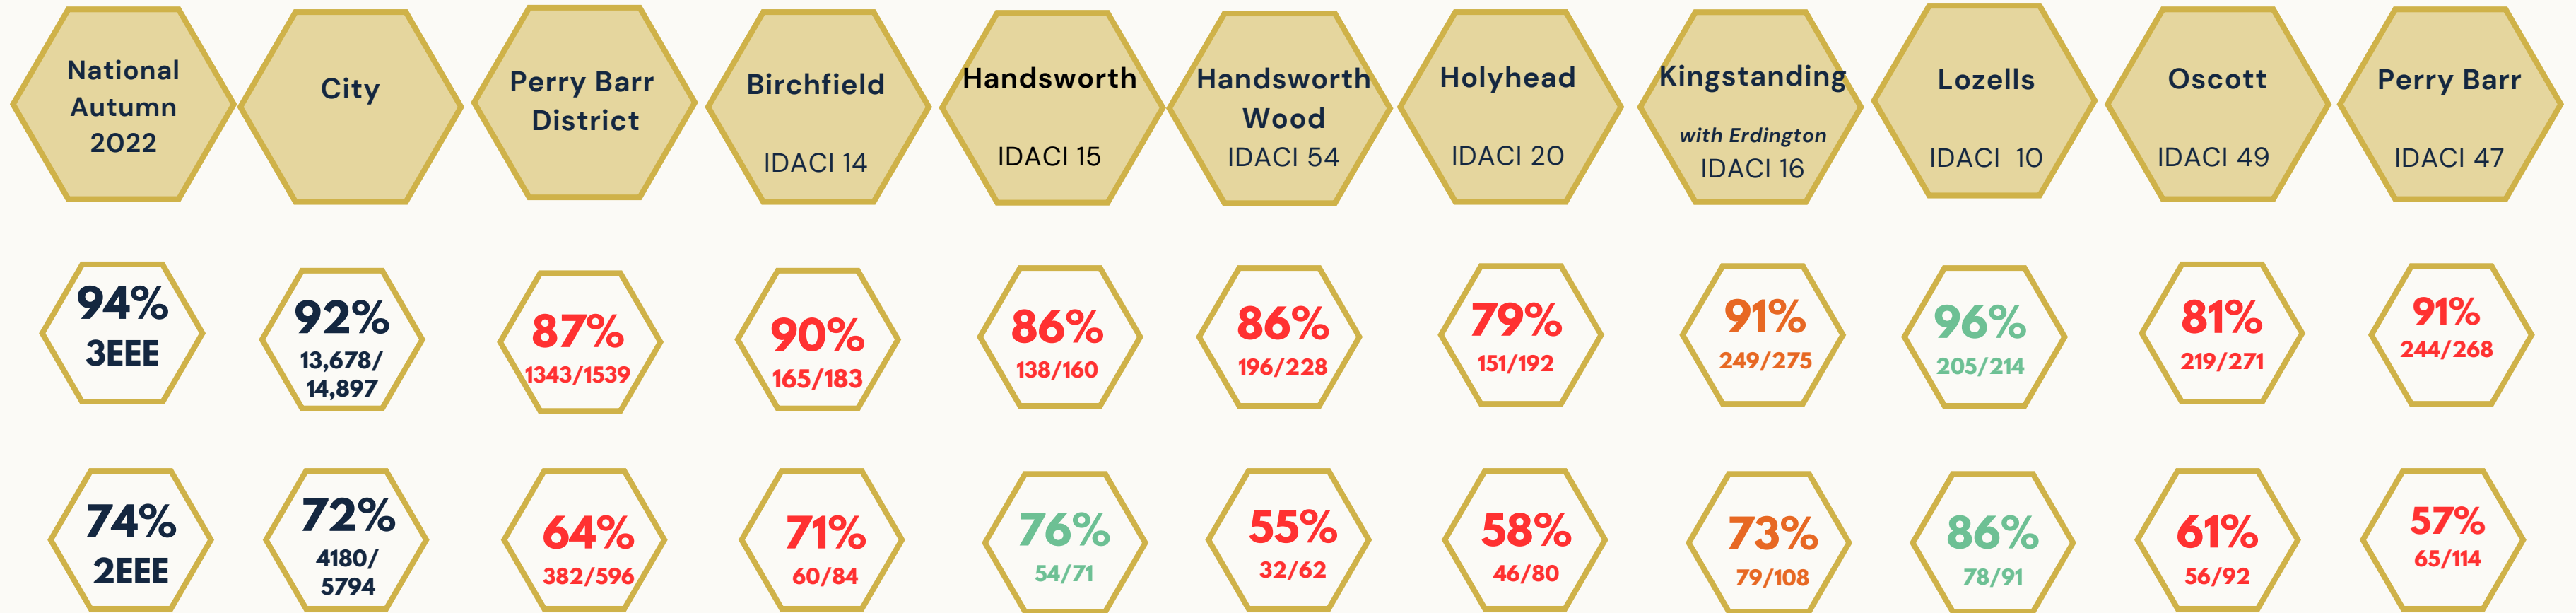 National
Autumn
2022
City
Perry Barr
District
Birchfield
IDACI 14
Handsworth
IDACI 15
Handsworth
Wood
IDACI 54
Holyhead
IDACI 20
Kingstanding
with Erdington
IDACI 16
Lozells
IDACI 10
Oscott
IDACI 49
Perry Barr
IDACI 47
94%
3EEE
92%
13,678/
14,897
87%
1343/1539
90%
165/183
86%
138/160
86%
196/228
79%
151/192
91%
249/275
96%
205/214
81%
219/271
91%
244/268
74%
2EEE
72%
4180/
5794
64%
382/596
71%
60/84
76%
54/71
55%
32/62
58%
46/80
73%
79/108
86%
78/91
61%
56/92
57%
65/114